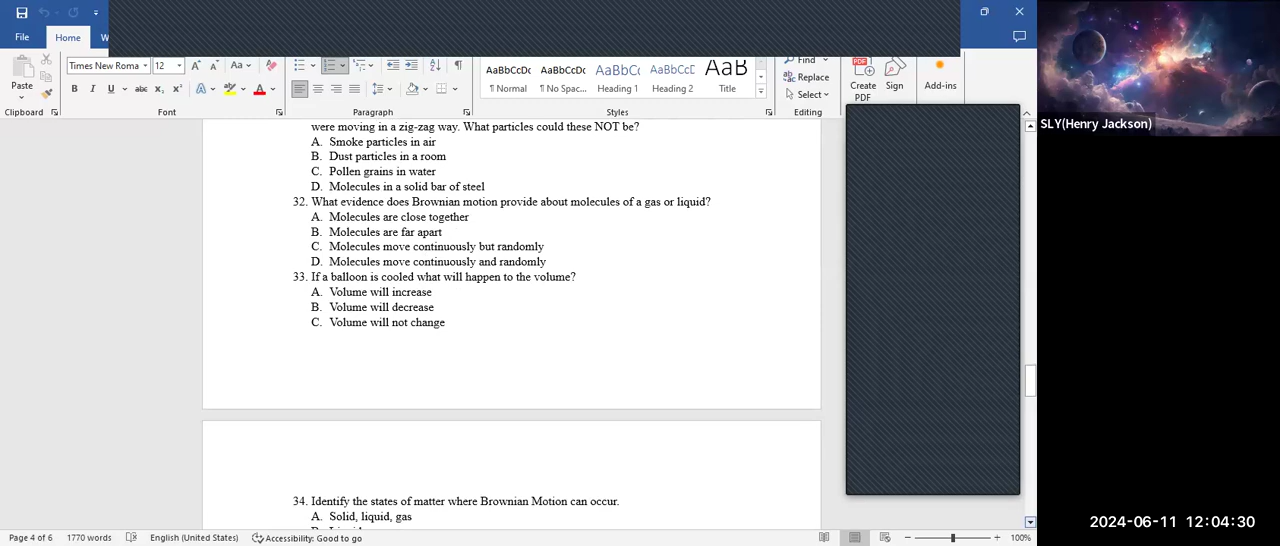 File
Home
Times New Roma
12
Aa
Paste
Clipboard
Font
Paragraph
AaBbCcDc
AaBbCcDc
AaBbC
AaBbCcD
AaB
¶ Normal
¶ No Spac...
Heading 1
Heading 2
Title
Styles
Find
Replace
Select
Editing
Create PDF
Sign
Add-ins
SLY(Henry Jackson)
were moving in a zig-zag way. What particles could these NOT be?
A. Smoke particles in air
B. Dust particles in a room
C. Pollen grains in water
D. Molecules in a solid bar of steel
32. What evidence does Brownian motion provide about molecules of a gas or liquid?
A. Molecules are close together
B. Molecules are far apart
C. Molecules move continuously but randomly
D. Molecules move continuously and randomly
33. If a balloon is cooled what will happen to the volume?
A. Volume will increase
B. Volume will decrease
C. Volume will not change
34. Identify the states of matter where Brownian Motion can occur.
A. Solid, liquid, gas
Page 4 of 6
1770 words
English (United States)
Accessibility: Good to go
100%
2024-06-11 12:04:30